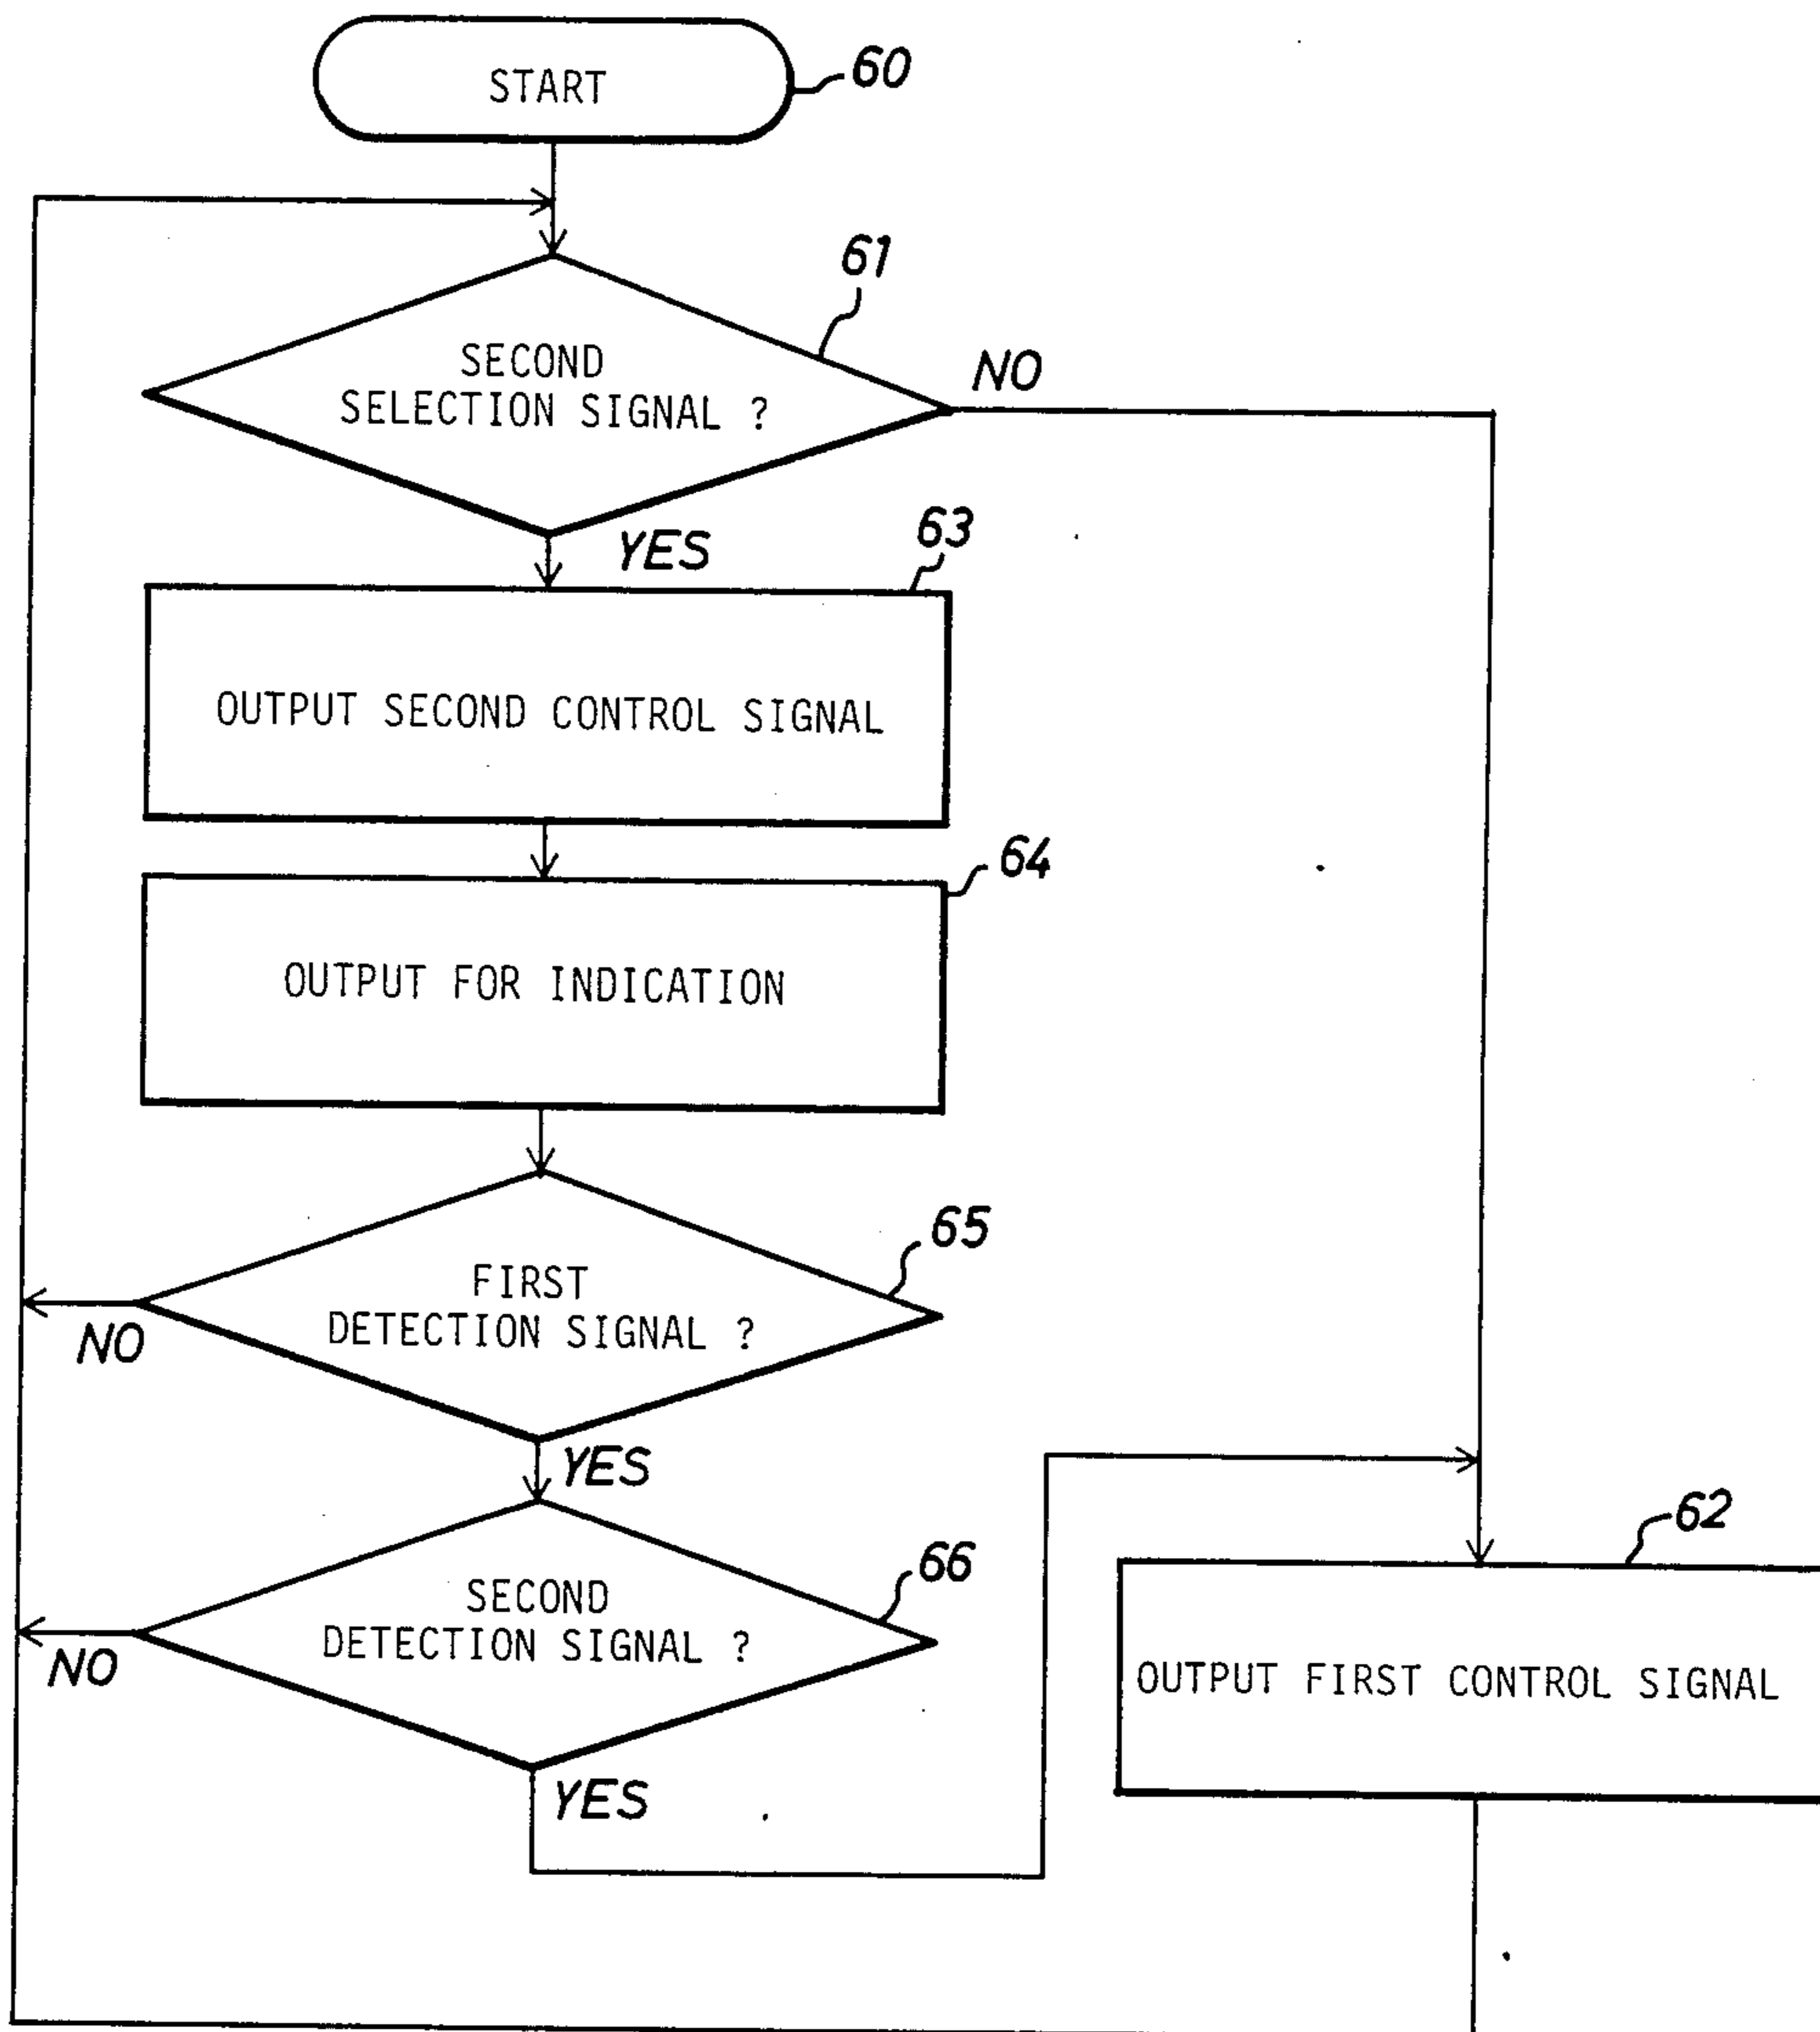 START
60
61
SECOND
SELECTION SIGNAL ?
NO
YES
63
OUTPUT SECOND CONTROL SIGNAL
64
OUTPUT FOR INDICATION
65
FIRST
DETECTION SIGNAL ?
NO
YES
62
66
SECOND
DETECTION SIGNAL ?
NO
OUTPUT FIRST CONTROL SIGNAL
YES